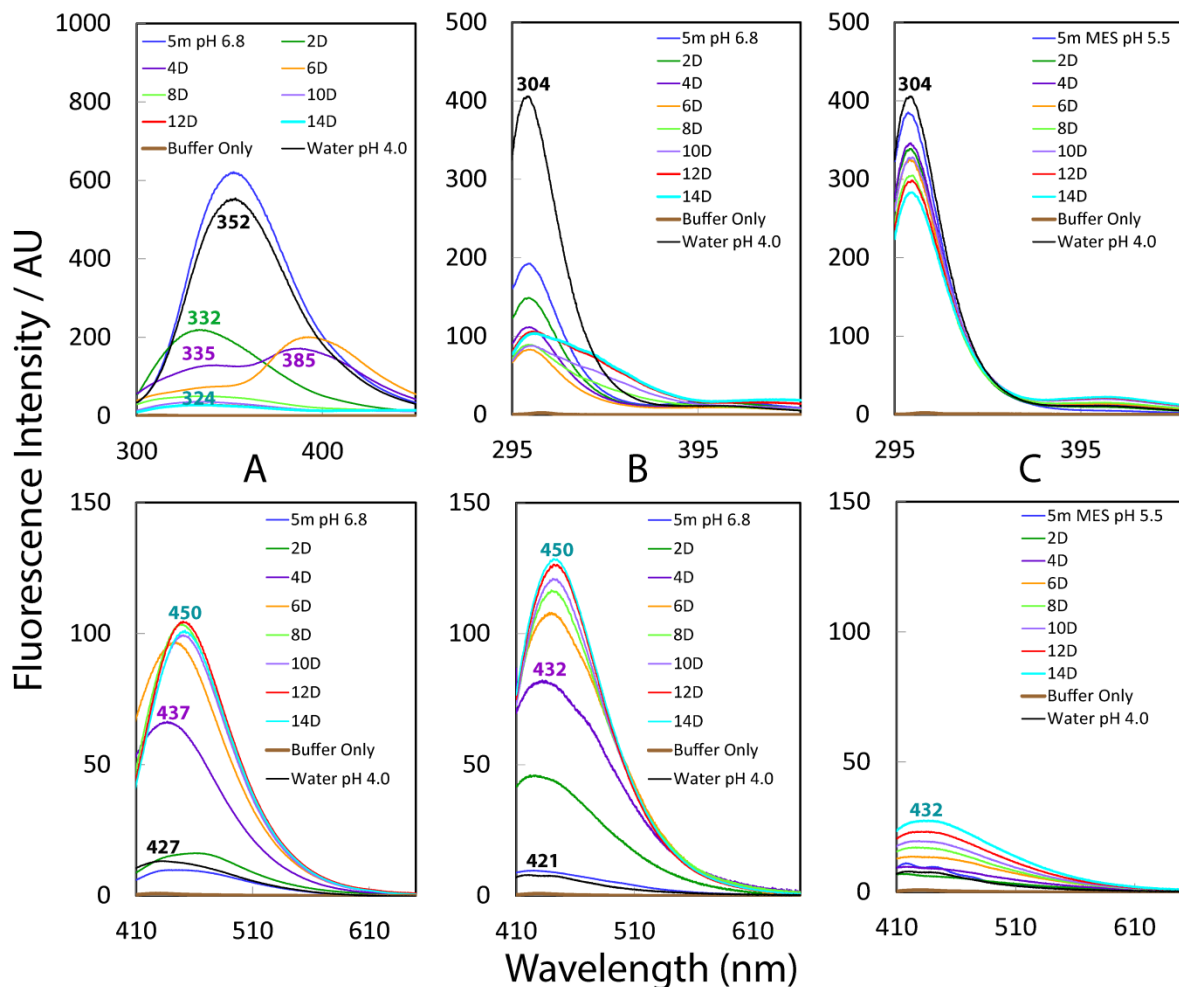 Fluorescence Intensity / AU
1000
800
600
400
200
0
5m pH 6.8
2D
4D
6D
8D
10D
12D
14D
Buffer Only
Water pH 4.0
352
332
335
385
324
300
400
A
500
400
300
200
100
0
5m pH 6.8
2D
4D
6D
8D
10D
12D
14D
Buffer Only
Water pH 4.0
304
295
395
B
500
400
300
200
100
0
5m MES pH 5.5
2D
4D
6D
8D
10D
12D
14D
Buffer Only
Water pH 4.0
304
295
395
C
150
100
50
0
5m pH 6.8
2D
4D
6D
8D
10D
12D
14D
Buffer Only
Water pH 4.0
450
437
427
410
510
610
150
100
50
0
5m pH 6.8
2D
4D
6D
8D
10D
12D
14D
Buffer Only
Water pH 4.0
450
432
421
410
510
610
150
100
50
0
5m MES pH 5.5
2D
4D
6D
8D
10D
12D
14D
Buffer Only
Water pH 4.0
432
410
510
610
Wavelength (nm)